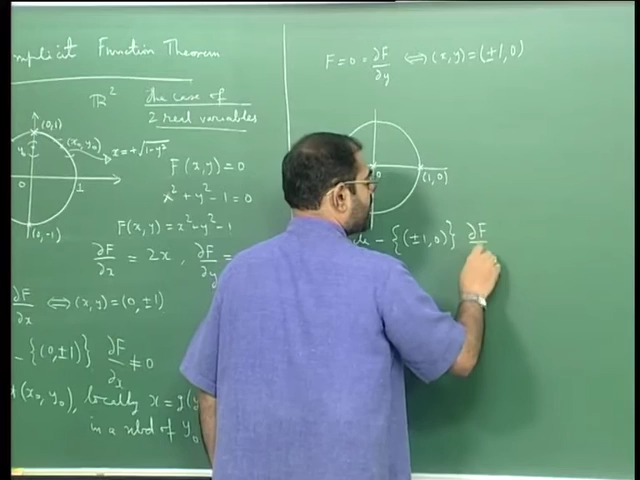 mplicit Function Theorem
ℝ² the case of
2 real variables
(0,1)
(x₀, y₀)
y₀
x = +√(1-y²)
0
1
(0,-1)
F(x,y) = 0
x² + y² - 1 = 0
F(x,y) = x² + y² - 1
∂F/∂x = 2x, ∂F/∂y =
∂F/∂x ⟺ (x,y) = (0, ±1)
- {(0,±1)} ∂F/∂x ≠ 0
(x₀, y₀), locally x = g(y
in a nbd of y₀
F = 0 = ∂F/∂y ⟺ (x,y) = (±1, 0)
0
(1,0)
- {(±1,0)} ∂F